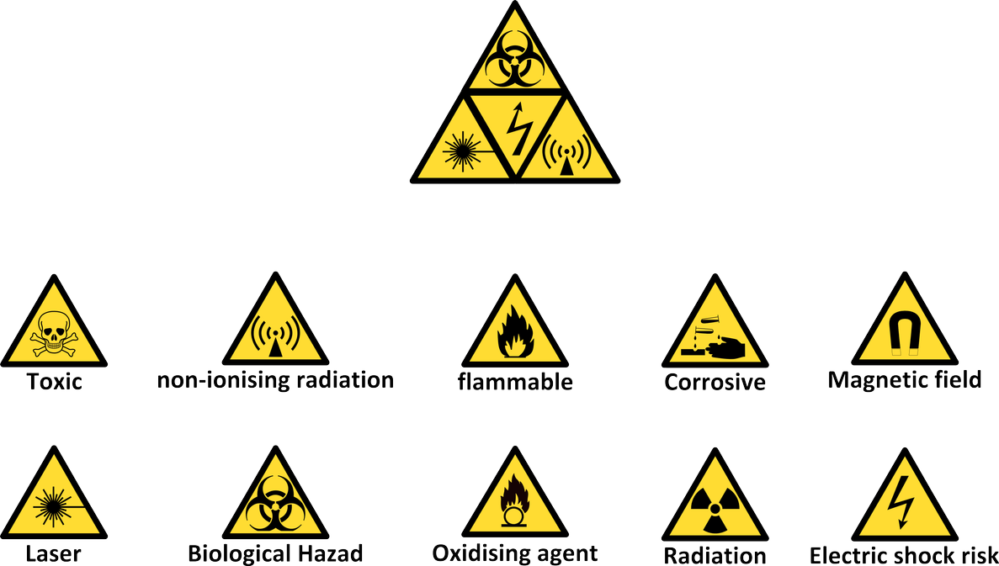 Toxic
non-ionising radiation
flammable
Corrosive
Magnetic field
Laser
Biological Hazad
Oxidising agent
Radiation
Electric shock risk